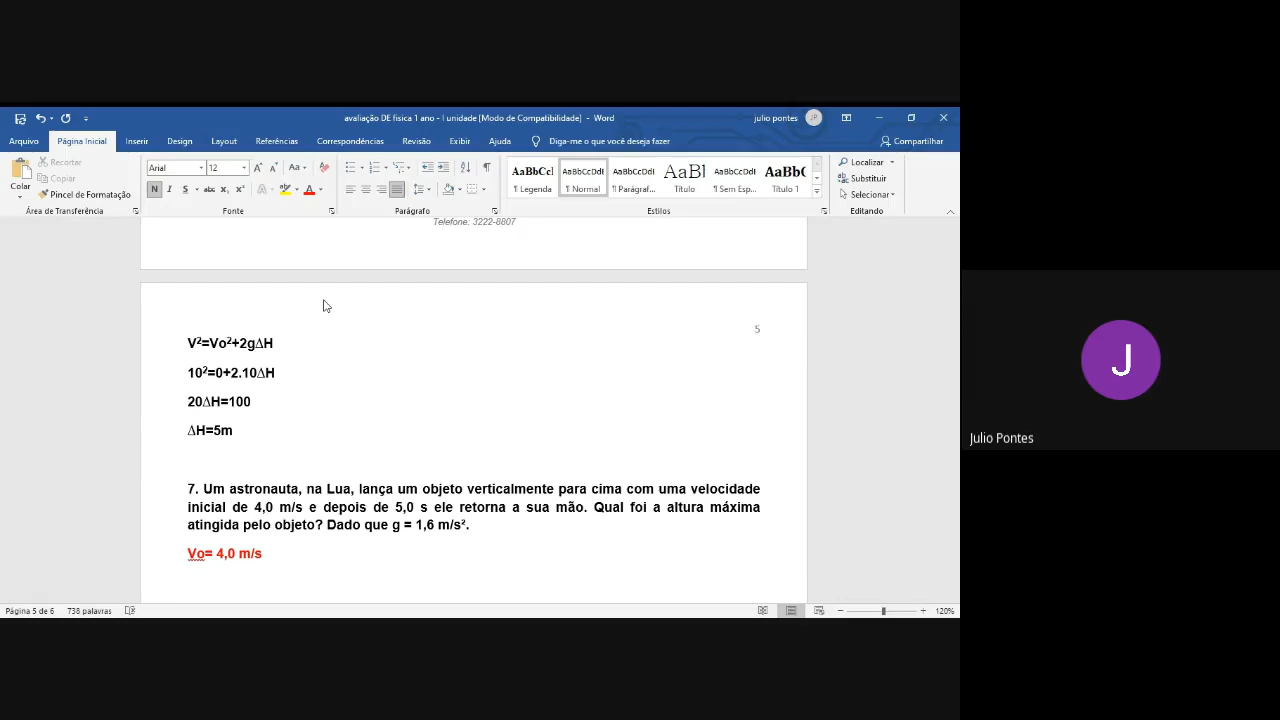 avaliação DE fisica 1 ano - I unidade [Modo de Compatibilidade] - Word
julio pontes
JP
Arquivo
Página Inicial
Inserir
Design
Layout
Referências
Correspondências
Revisão
Exibir
Ajuda
Diga-me o que você deseja fazer
Compartilhar
Colar
Recortar
Copiar
Pincel de Formatação
Área de Transferência
Arial
12
Fonte
Parágrafo
AaBbCcI
AaBbCcDdI
AaBbCcDdI
AaBl
AaBbCcDdI
AaBb(
¶ Legenda
¶ Normal
¶ Parágraf...
Título
¶ Sem Esp...
Título 1
Estilos
Localizar
Substituir
Selecionar
Editando
Telefone: 3222-8807
5
V²=Vo²+2g∆H
10²=0+2.10∆H
20∆H=100
∆H=5m
7. Um astronauta, na Lua, lança um objeto verticalmente para cima com uma velocidade
inicial de 4,0 m/s e depois de 5,0 s ele retorna a sua mão. Qual foi a altura máxima
atingida pelo objeto? Dado que g = 1,6 m/s².
Vo= 4,0 m/s
Página 5 de 6
738 palavras
120%
J
Julio Pontes